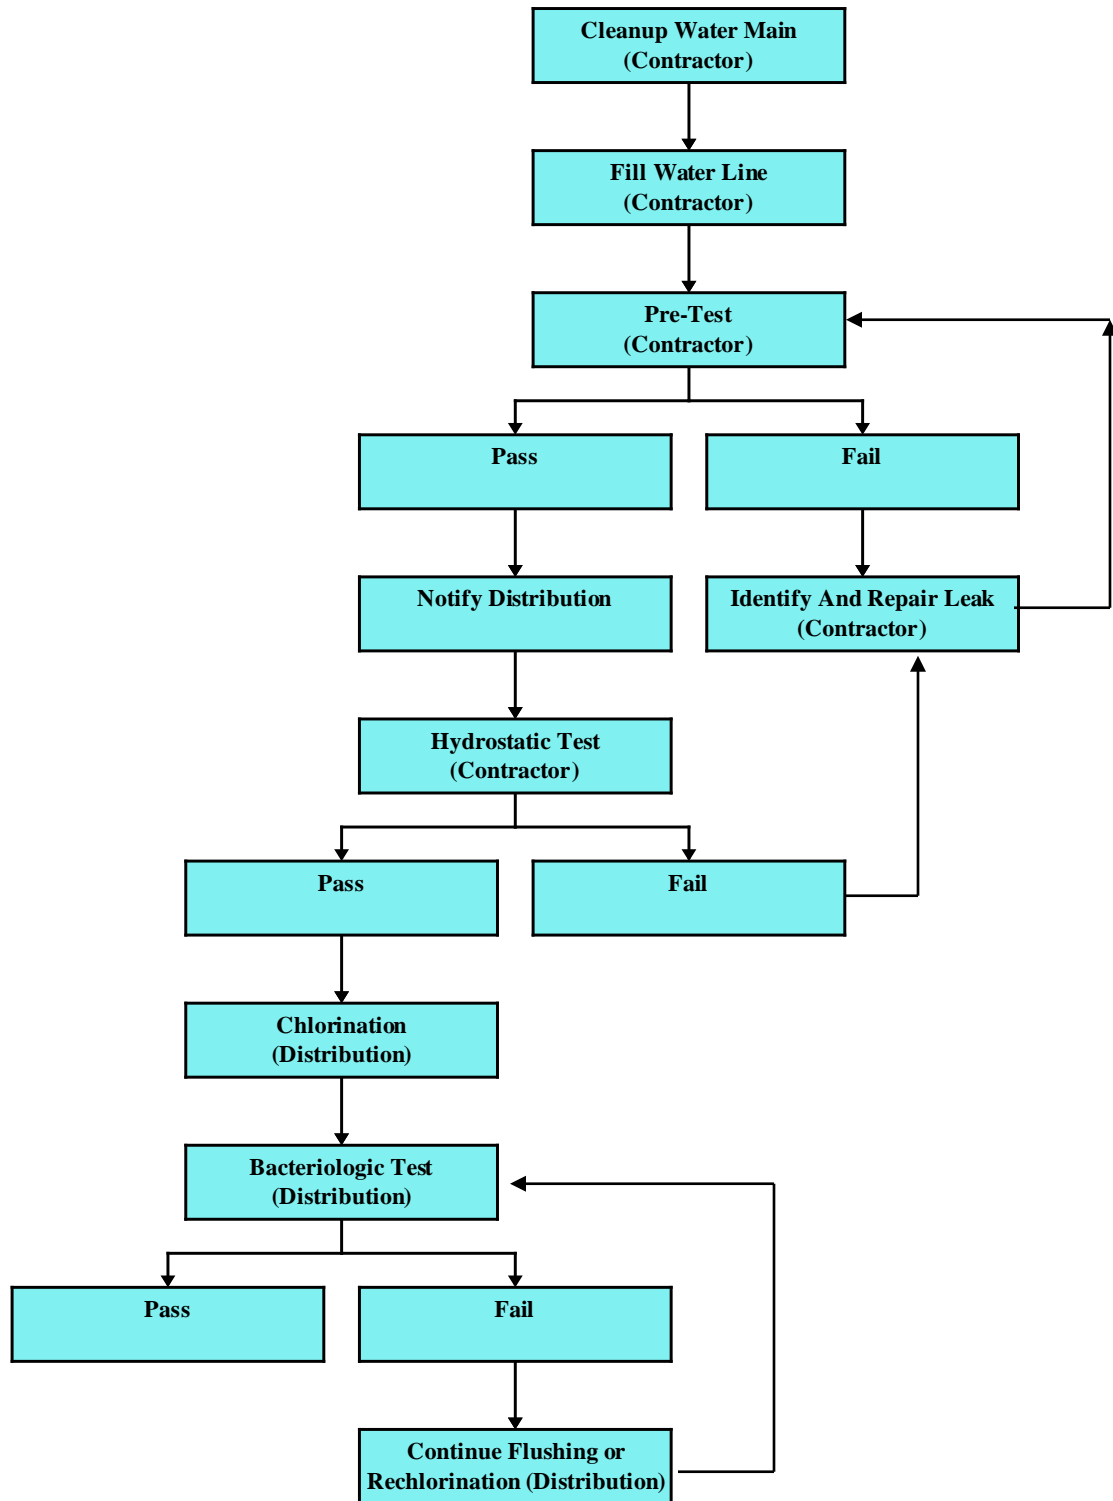 Cleanup Water Main
(Contractor)
Fill Water Line
(Contractor)
Pre-Test
(Contractor)
Pass
Fail
Notify Distribution
Identify And Repair Leak
(Contractor)
Hydrostatic Test
(Contractor)
Pass
Fail
Chlorination
(Distribution)
Bacteriologic Test
(Distribution)
Pass
Fail
Continue Flushing or
Rechlorination (Distribution)